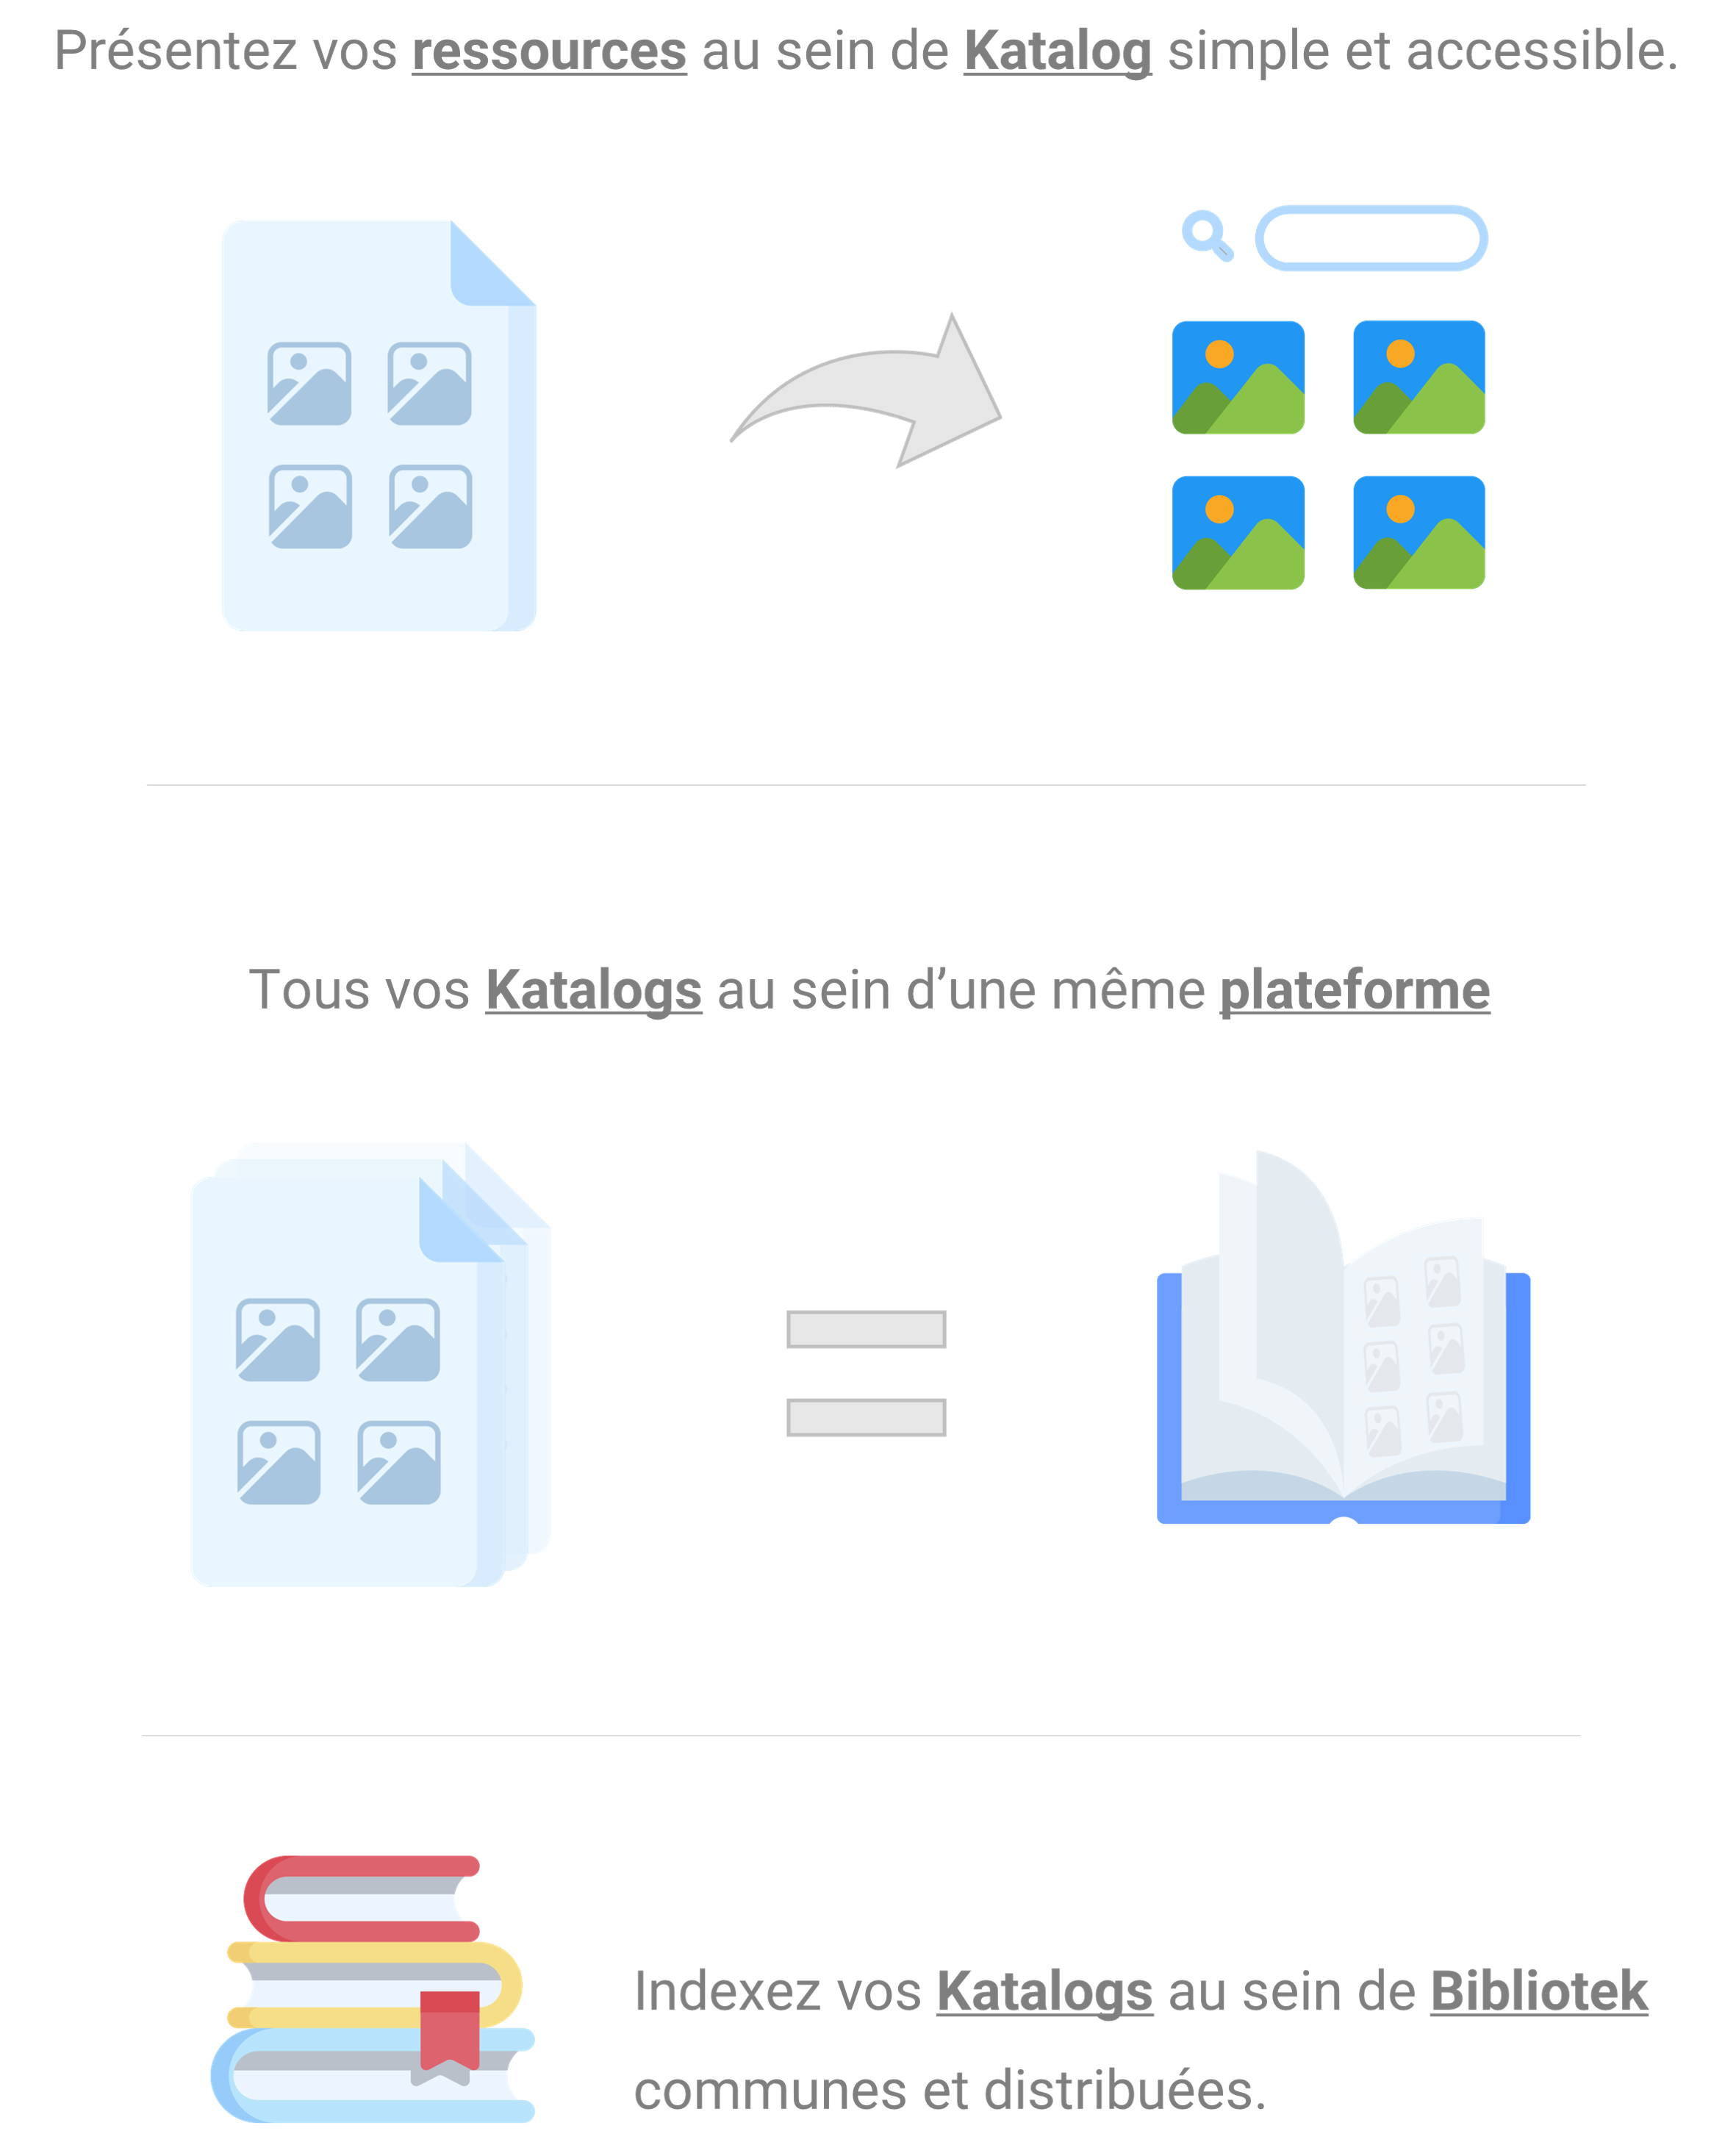 Présentez vos ressources au sein de Katalog simple et accessible.
Tous vos Katalogs au sein d’une même plateforme
Indexez vos Katalogs au sein de Bibliotek
communes et distribuées.